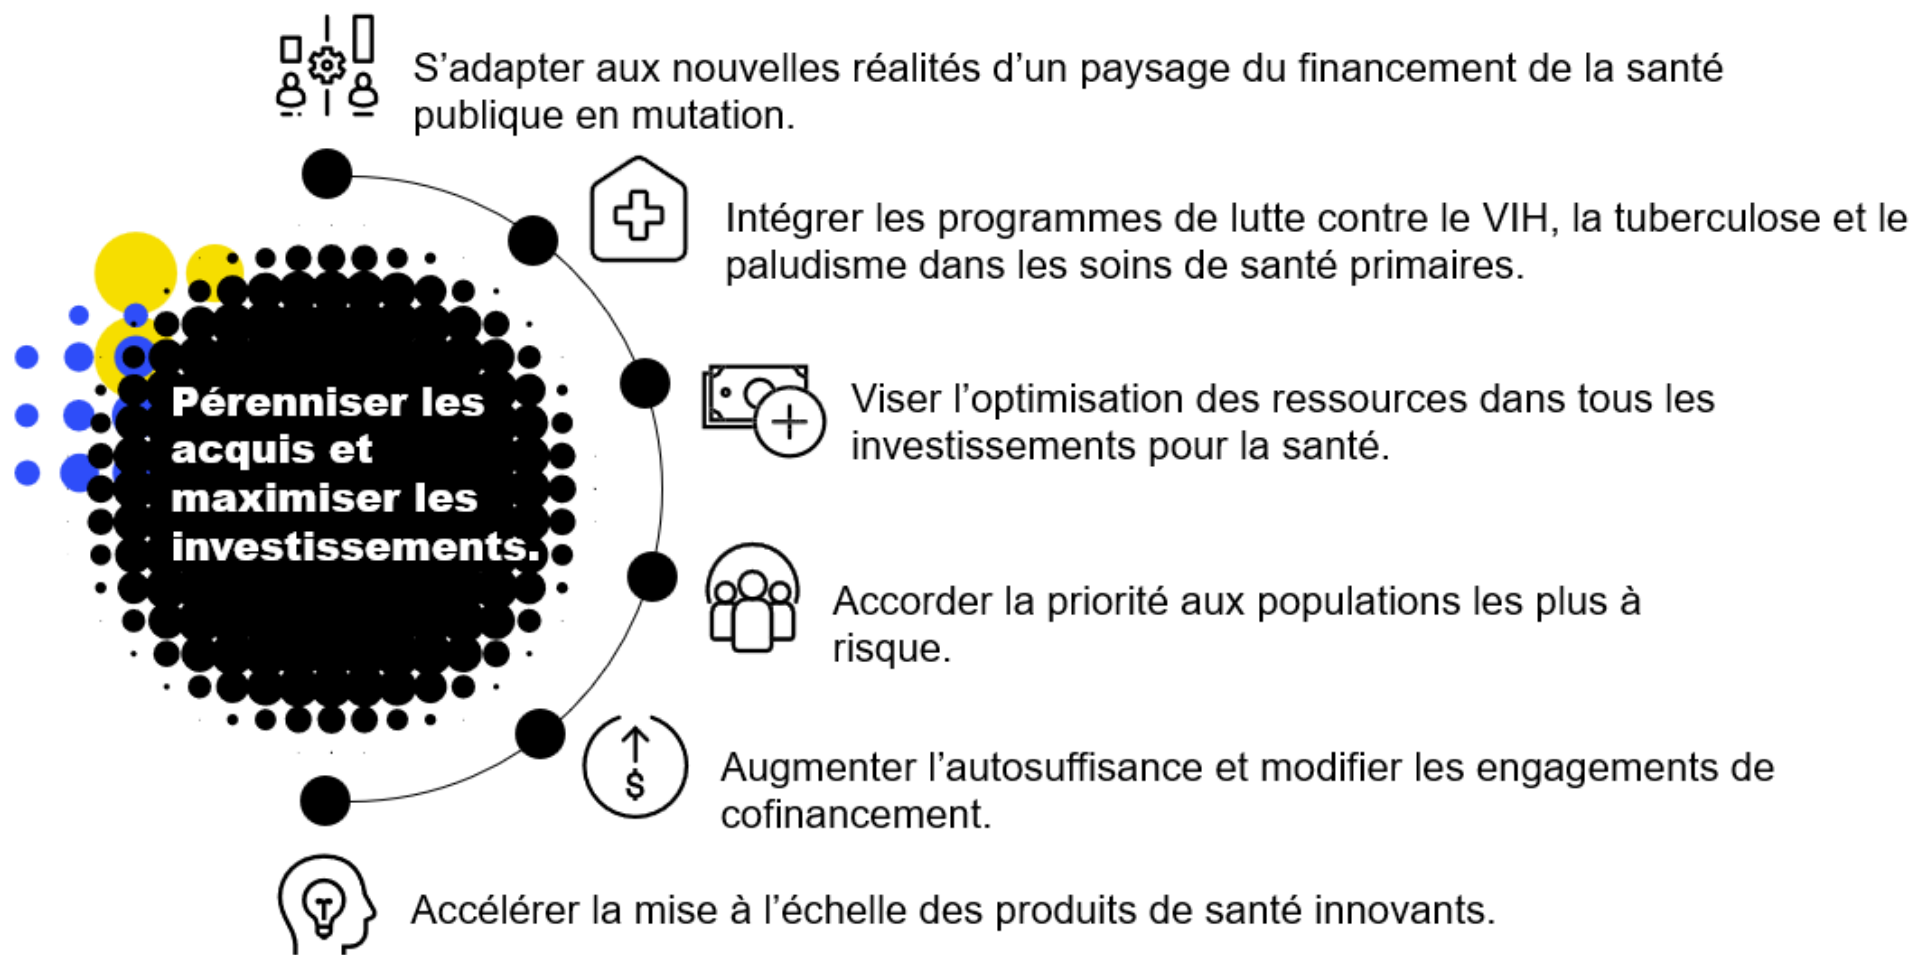 S’adapter aux nouvelles réalités d’un paysage du financement de la santé
publique en mutation.
Intégrer les programmes de lutte contre le VIH, la tuberculose et le
paludisme dans les soins de santé primaires.
Pérenniser les
acquis et
maximiser les
investissements.
Viser l’optimisation des ressources dans tous les
investissements pour la santé.
Accorder la priorité aux populations les plus à
risque.
$
Augmenter l’autosuffisance et modifier les engagements de
cofinancement.
Accélérer la mise à l’échelle des produits de santé innovants.